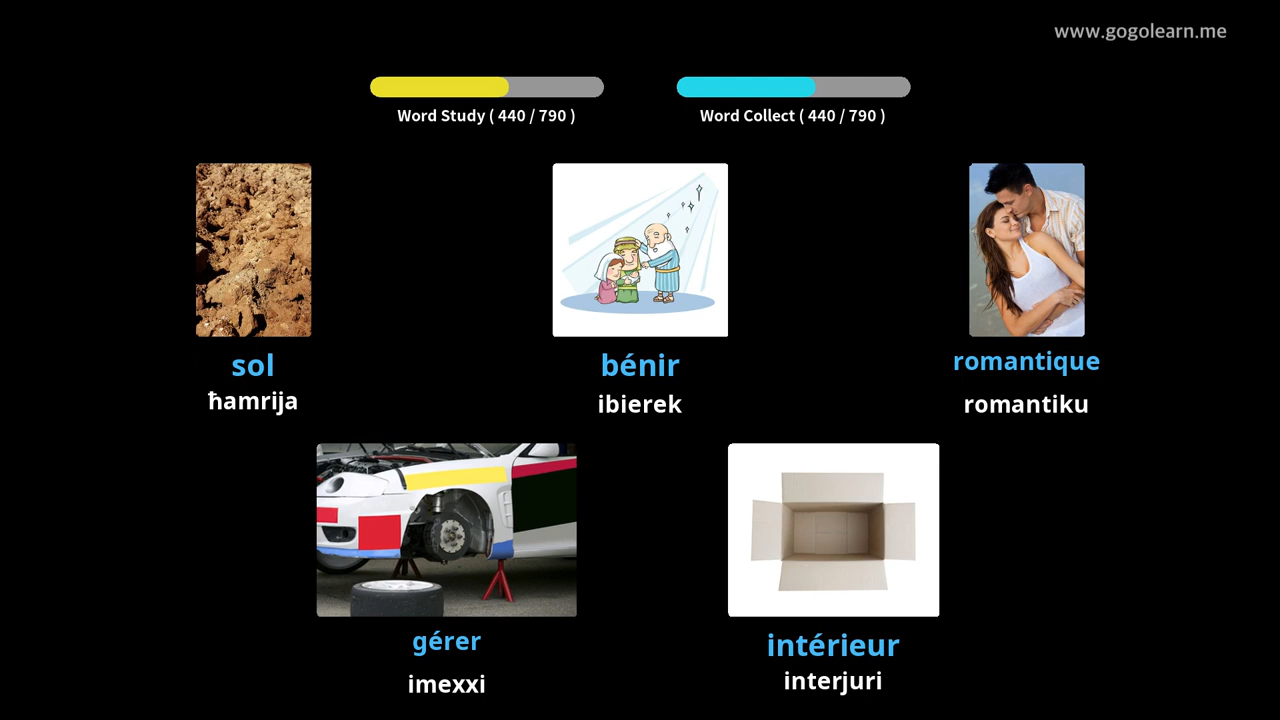 www.gogolearn.me
Word Study ( 440 / 790 )
Word Collect ( 440 / 790 )
sol
ħamrija
bénir
ibierek
romantique
romantiku
gérer
imexxi
intérieur
interjuri